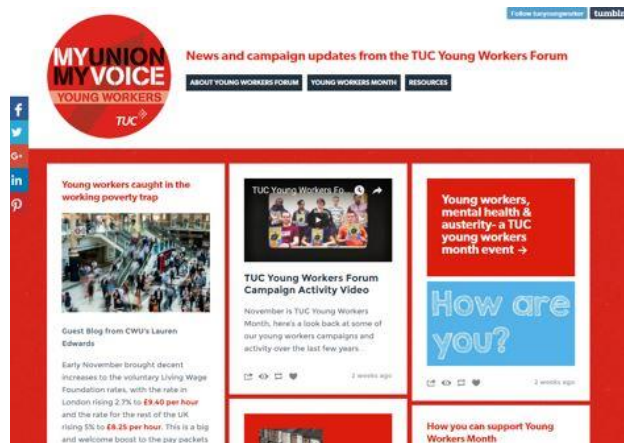 Follow tucyoungworker
tumblr
MY UNION
MY VOICE
YOUNG WORKERS
TUC
News and campaign updates from the TUC Young Workers Forum
ABOUT YOUNG WORKERS FORUM
YOUNG WORKERS MONTH
RESOURCES
f
G+
in
Young workers caught in the
working poverty trap
Guest Blog from CWU's Lauren
Edwards
Early November brought decent
increases to the voluntary Living Wage
Foundation rates, with the rate in
London rising 2.7% to £9.40 per hour
and the rate for the rest of the UK
rising 5% to £8.25 per hour. This is a big
and welcome boost to the pay packets
TUC Young Workers Fo...
TUC Young Workers Forum
Campaign Activity Video
November is TUC Young Workers
Month, here's a look back at some of
our young workers campaigns and
activity over the last few years...
2 weeks ago
Young workers,
mental health &
austerity- a TUC
young workers
month event →
How are
you?
2 weeks ago
How you can support Young
Workers Month